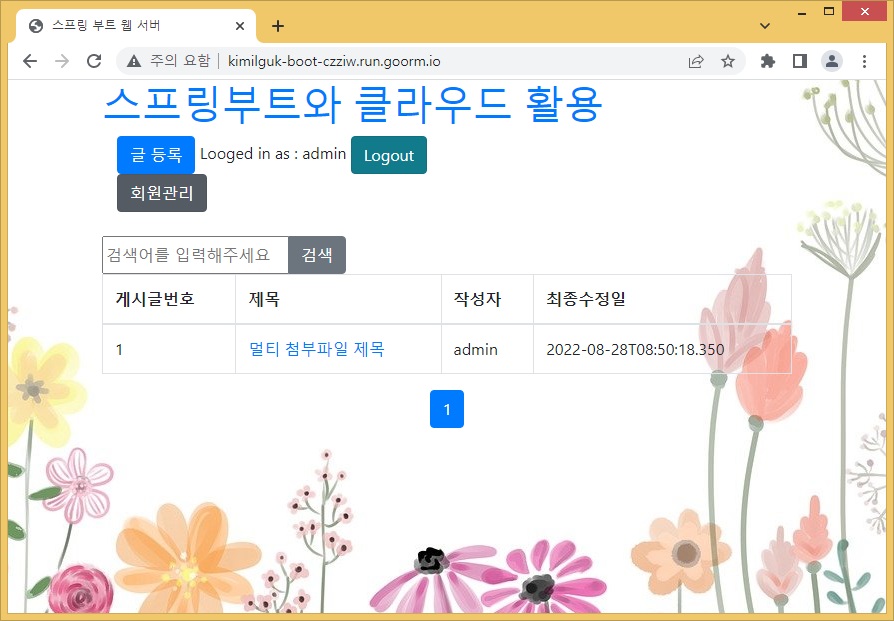 스프링 부트 웹 서버
주의 요함 kimilguk-boot-czziw.run.goorm.io
스프링부트와 클라우드 활용
글 등록 Looged in as : admin Logout
회원관리
검색어를 입력해주세요 검색
게시글번호 제목 작성자 최종수정일
1 멀티 첨부파일 제목 admin 2022-08-28T08:50:18.350
1